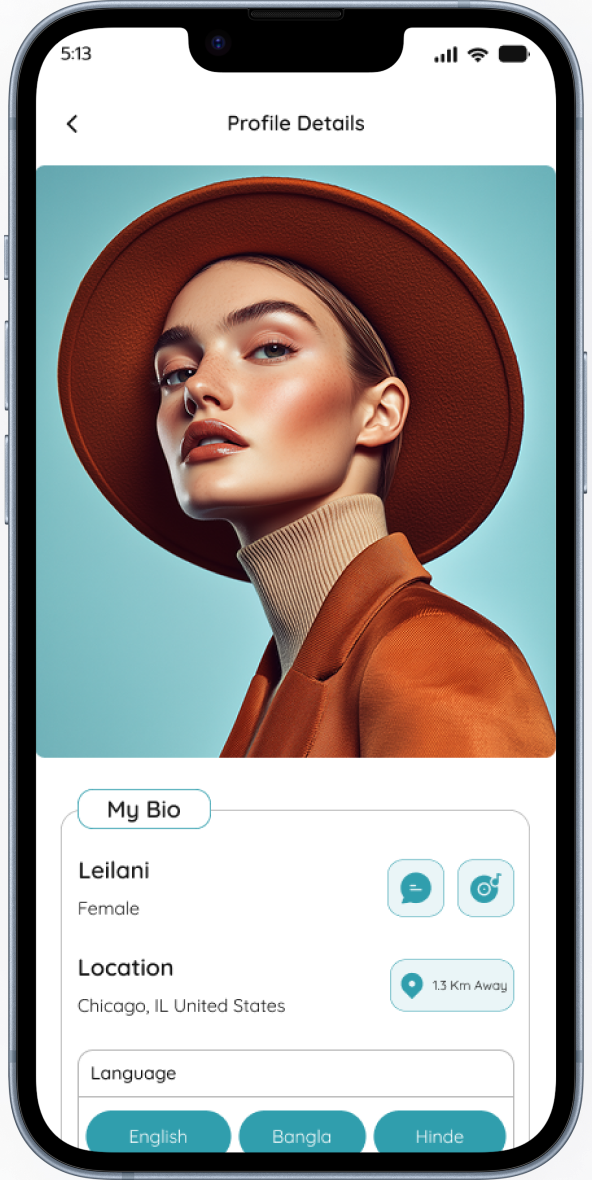 5:13
Profile Details
My Bio
Leilani
Female
Location
Chicago, IL United States
1.3 Km Away
Language
English Bangla Hinde